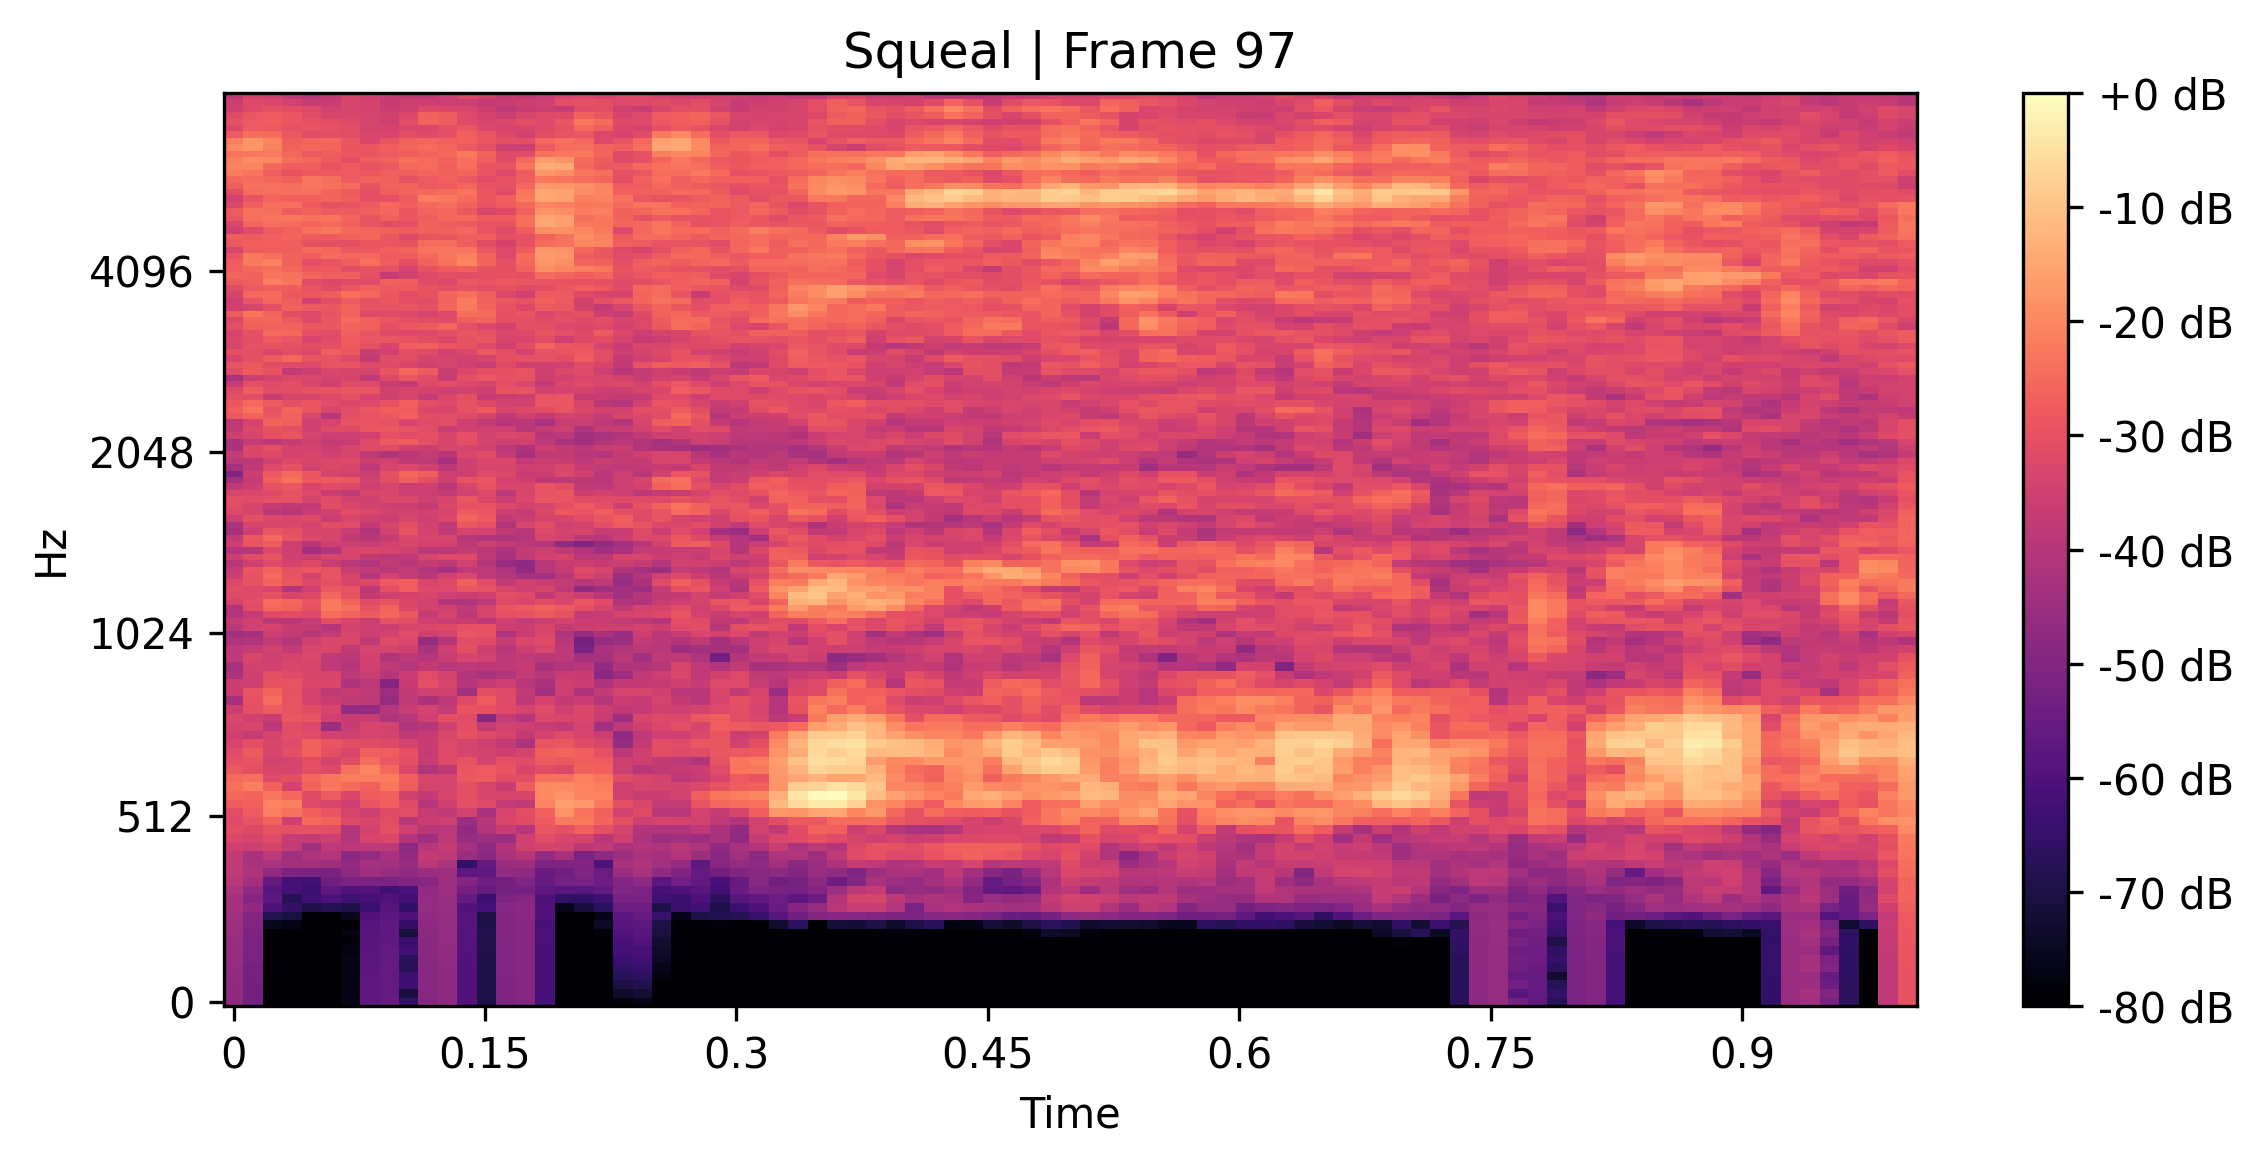 Squeal | Frame 97
Hz
4096
2048
1024
512
0
0 0.15 0.3 0.45 0.6 0.75 0.9
Time
+0 dB
-10 dB
-20 dB
-30 dB
-40 dB
-50 dB
-60 dB
-70 dB
-80 dB